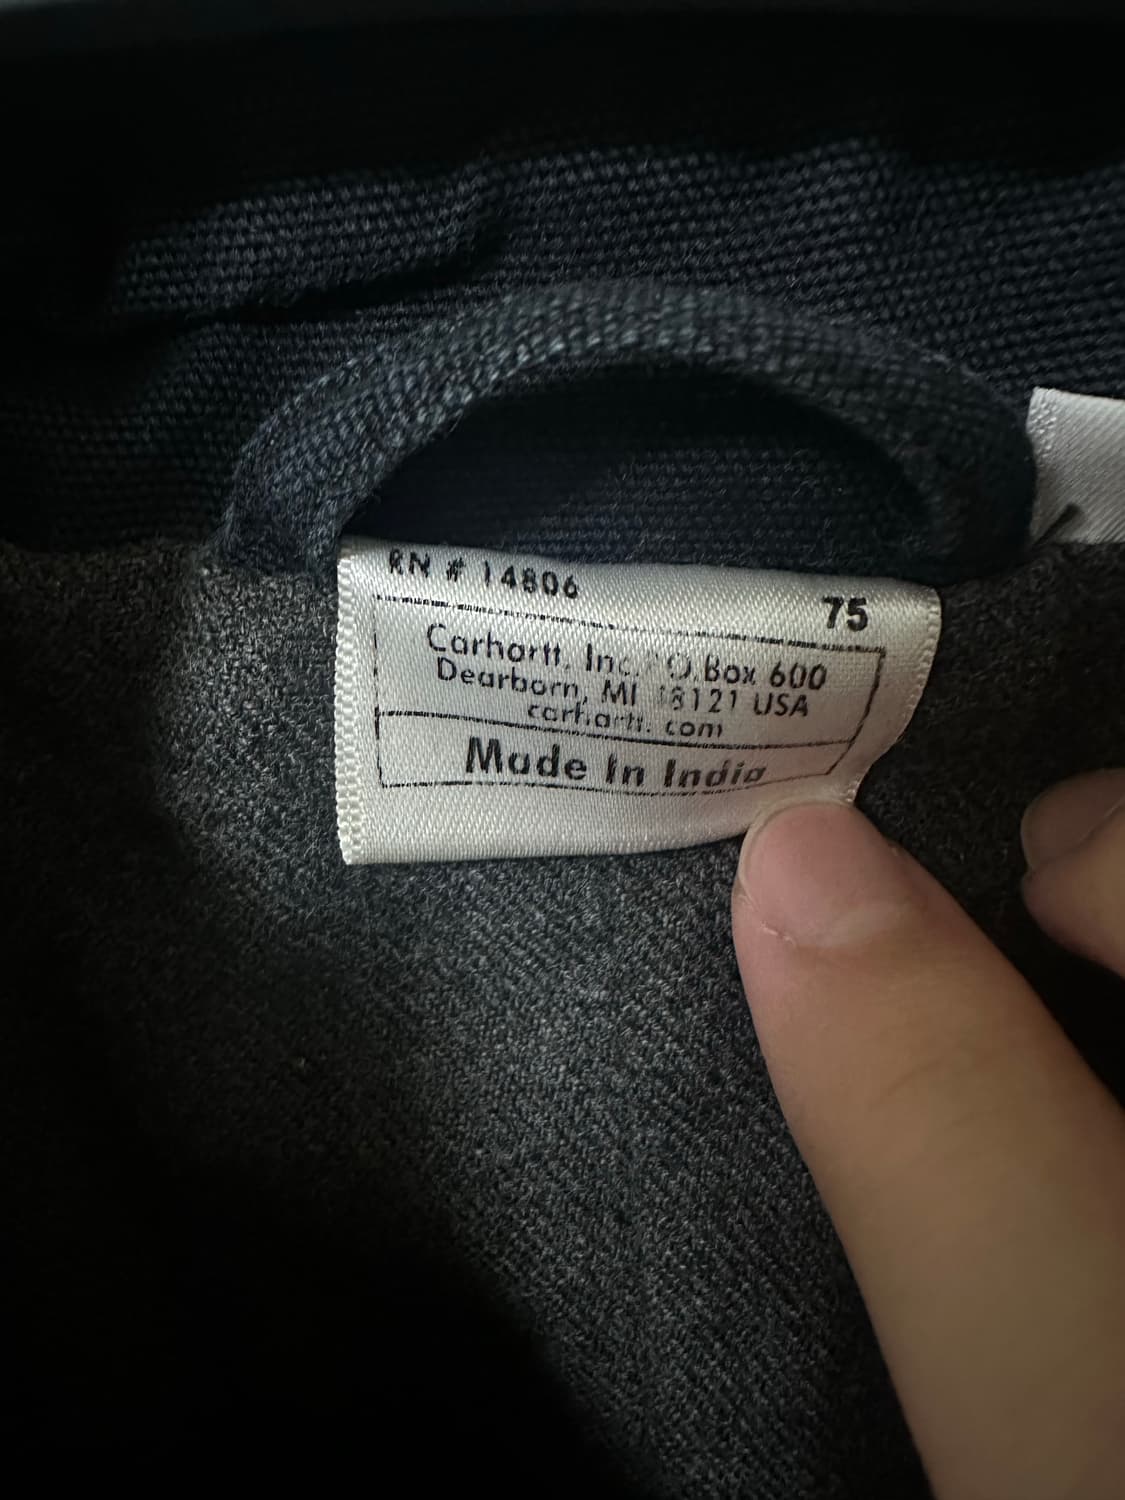 RN # 14806
75
Carhartt, Inc. P.O.Box 600
Dearborn, MI 48121 USA
carhartt. com
Made In India